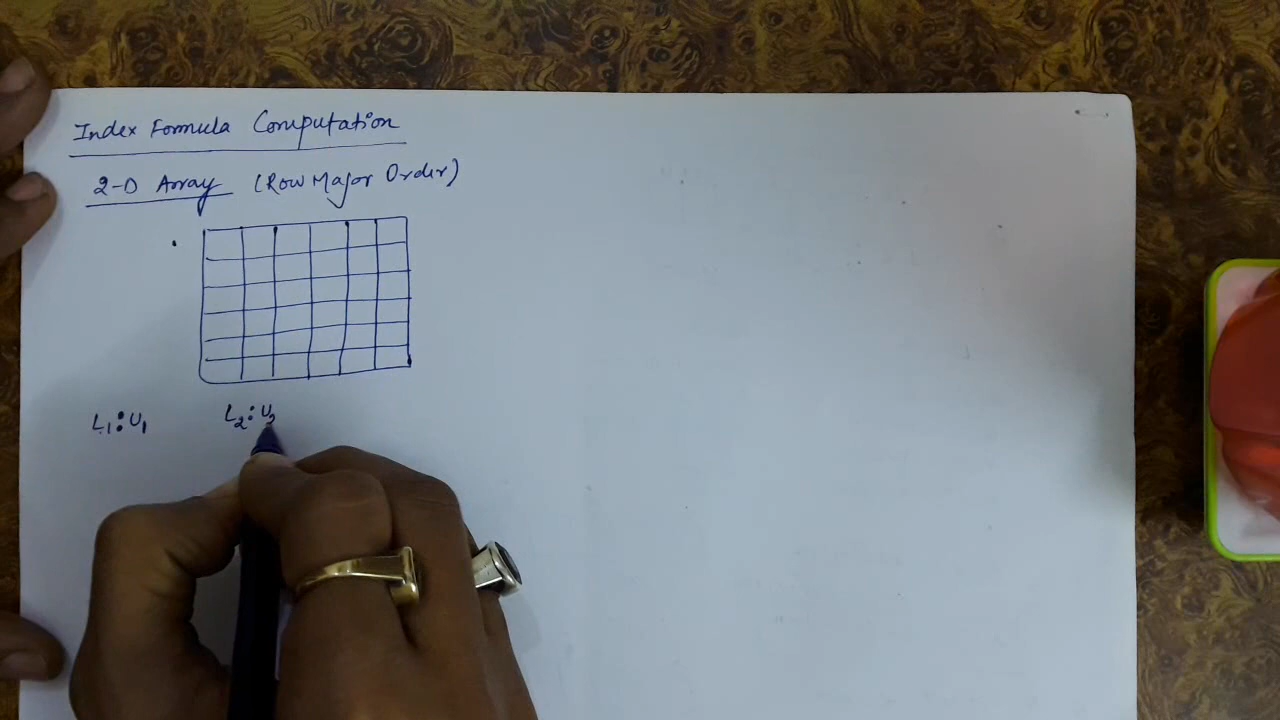 Index Formula Computation
2-D Array (Row Major Order)
L1:U1 L2:U2